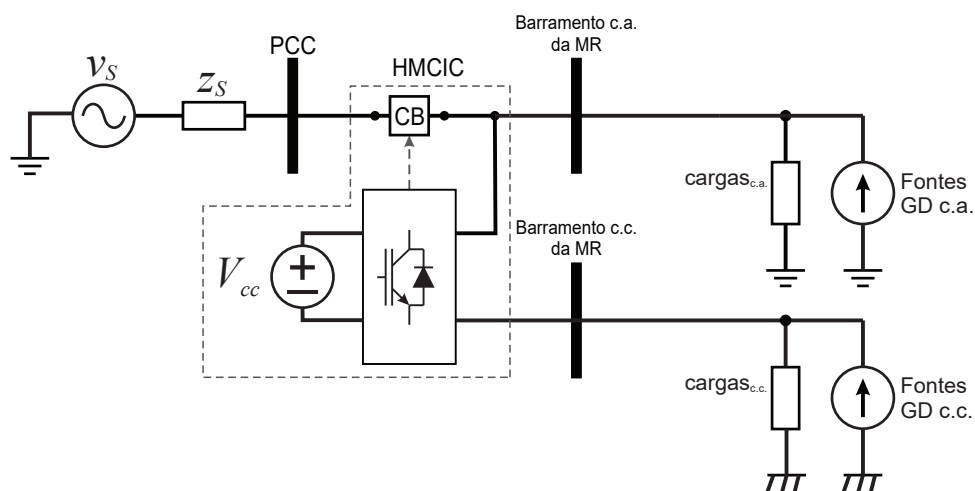 Barramento c.a.
da MR
PCC
HMCIC
v_S
z_S
CB
cargas_c.a.
Fontes
GD c.a.
Barramento c.c.
da MR
V_cc
cargas_c.c.
Fontes
GD c.c.